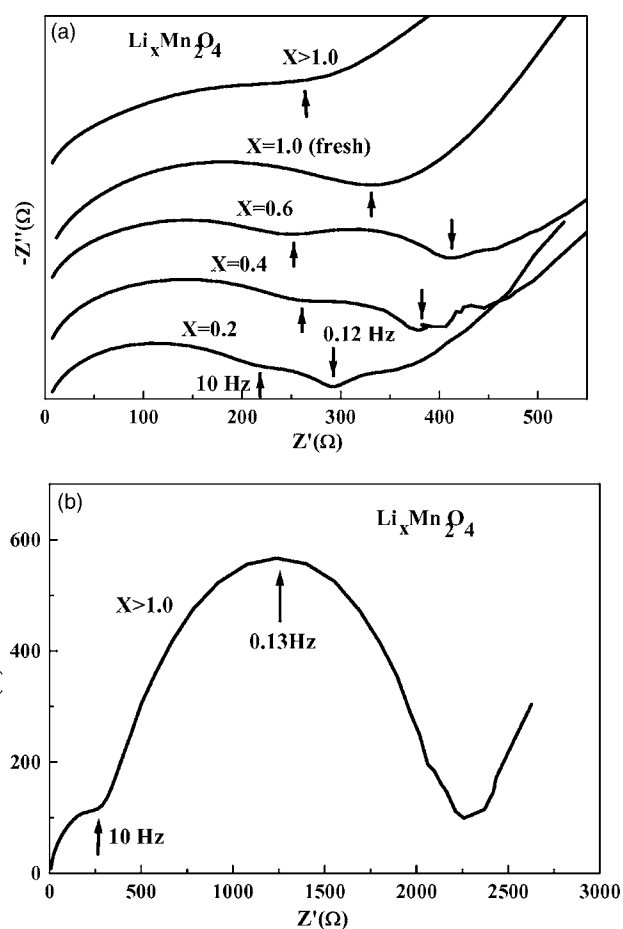 (a)
LiₓMn₂O₄
X>1.0
X=1.0 (fresh)
X=0.6
X=0.4
X=0.2
0.12 Hz
10 Hz
-Z''(Ω)
0 100 200 300 400 500
Z'(Ω)
(b)
LiₓMn₂O₄
600
X>1.0
0.13Hz
400
200
10 Hz
0
0 500 1000 1500 2000 2500 3000
Z'(Ω)